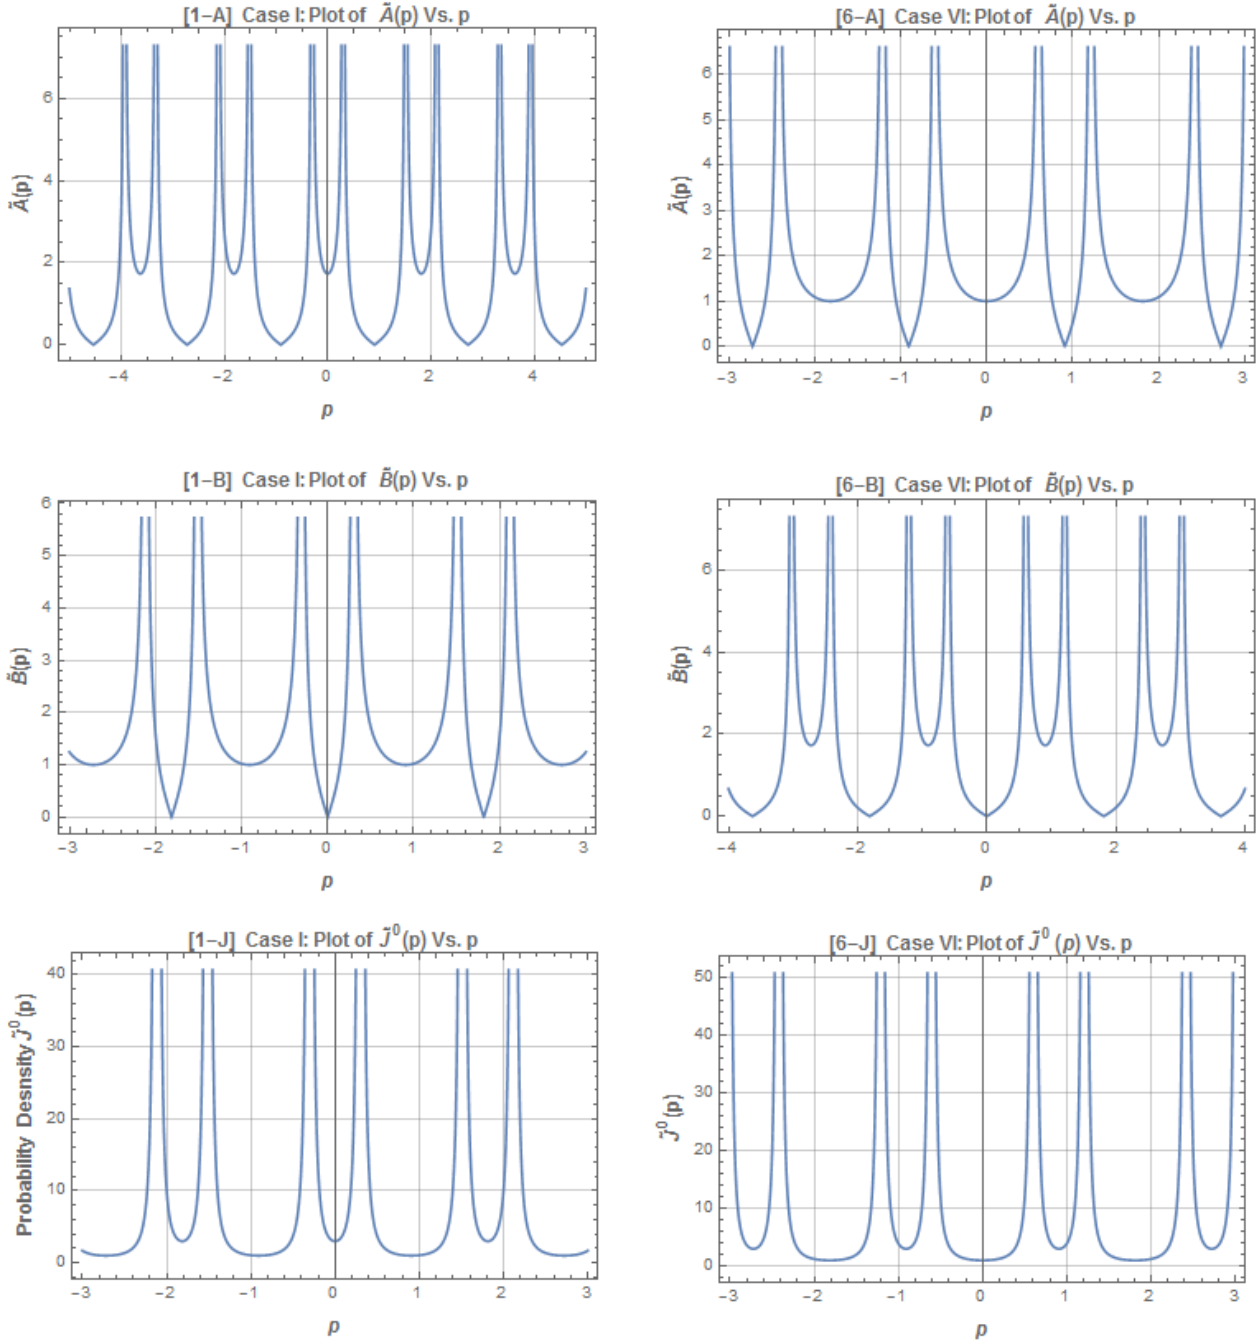 [1-A] Case I: Plot of Ã(p) Vs. p
6
4
2
0
Ã(p)
-4 -2 0 2 4
p
[6-A] Case VI: Plot of Ã(p) Vs. p
6
5
4
3
2
1
0
Ã(p)
-3 -2 -1 0 1 2 3
p
[1-B] Case I: Plot of B̃(p) Vs. p
6
5
4
3
2
1
0
B̃(p)
-3 -2 -1 0 1 2 3
p
[6-B] Case VI: Plot of B̃(p) Vs. p
6
4
2
0
B̃(p)
-4 -2 0 2 4
p
[1-J] Case I: Plot of J̃⁰(p) Vs. p
40
30
20
10
0
Probability Desnsity J̃⁰(p)
-3 -2 -1 0 1 2 3
p
[6-J] Case VI: Plot of J̃⁰ (p) Vs. p
50
40
30
20
10
0
J̃⁰(p)
-3 -2 -1 0 1 2 3
p